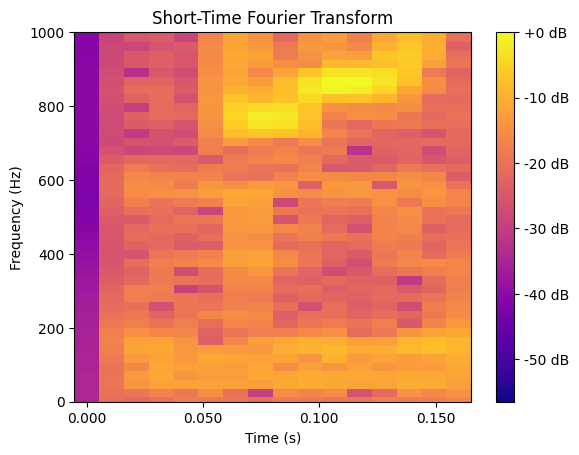 Short-Time Fourier Transform
1000
800
600
400
200
0
Frequency (Hz)
0.000
0.050
0.100
0.150
Time (s)
+0 dB
-10 dB
-20 dB
-30 dB
-40 dB
-50 dB